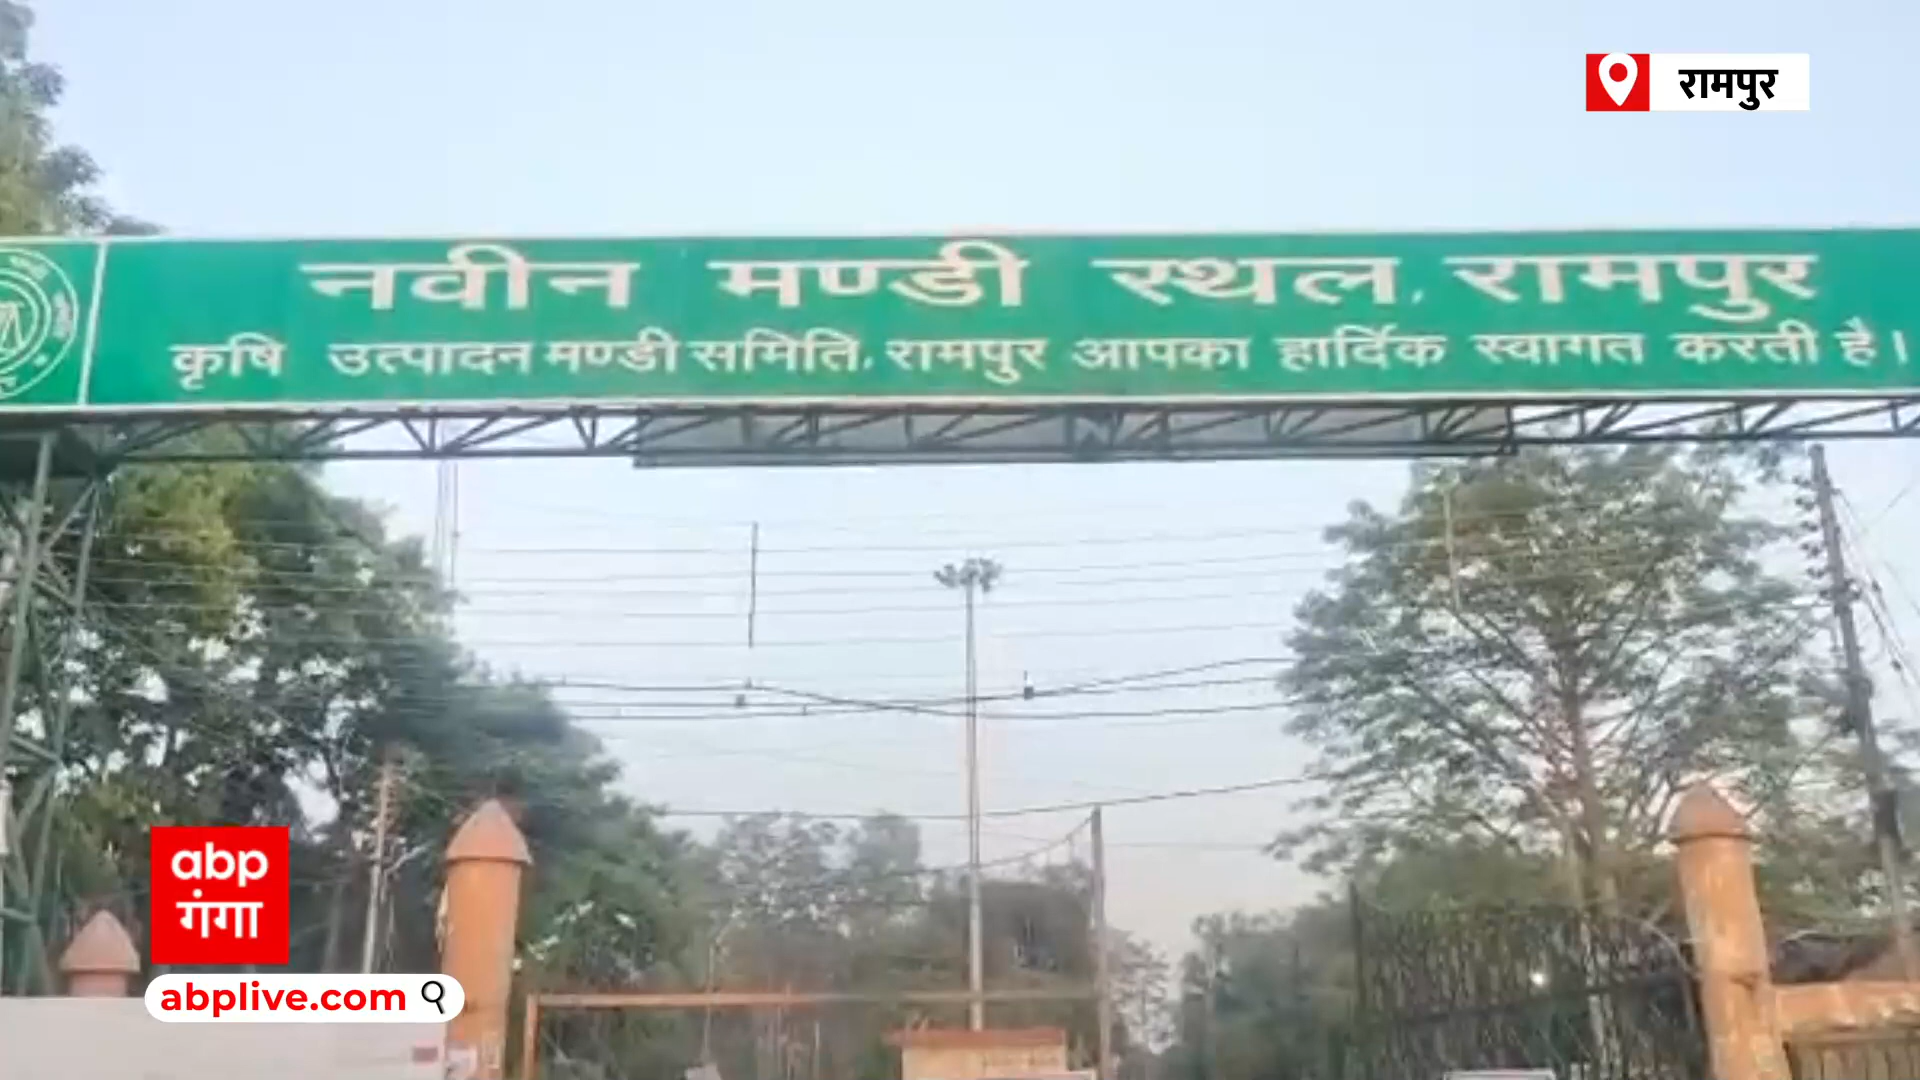 रामपुर
नवीन मण्डी स्थल, रामपुर
कृषि उत्पादन मण्डी समिति, रामपुर आपका हार्दिक स्वागत करती है।
abp
गंगा
abplive.com